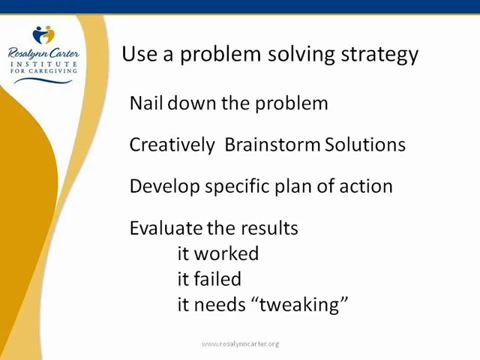 Rosalynn Carter
INSTITUTE
FOR CAREGIVING
Use a problem solving strategy
Nail down the problem
Creatively Brainstorm Solutions
Develop specific plan of action
Evaluate the results
it worked
it failed
it needs “tweaking”
www.rosalynncarter.org